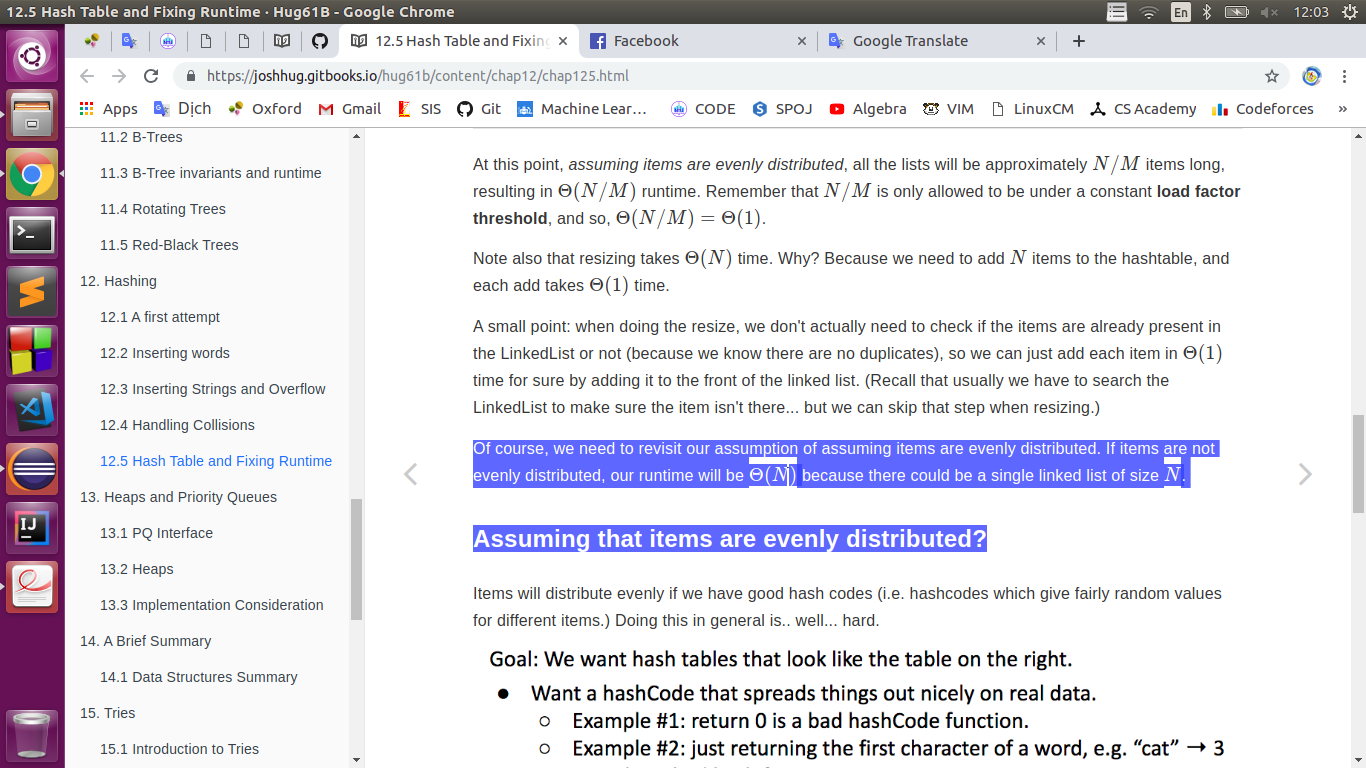 12.5 Hash Table and Fixing Runtime · Hug61B - Google Chrome
En
12:03
12.5 Hash Table and Fixing
Facebook
Google Translate
https://joshhug.gitbooks.io/hug61b/content/chap12/chap125.html
Apps
Dịch
Oxford
Gmail
SIS
Git
Machine Lear…
CODE
SPOJ
Algebra
VIM
LinuxCM
CS Academy
Codeforces
»
11.2 B-Trees
11.3 B-Tree invariants and runtime
11.4 Rotating Trees
11.5 Red-Black Trees
12. Hashing
12.1 A first attempt
12.2 Inserting words
12.3 Inserting Strings and Overflow
12.4 Handling Collisions
12.5 Hash Table and Fixing Runtime
13. Heaps and Priority Queues
13.1 PQ Interface
13.2 Heaps
13.3 Implementation Consideration
14. A Brief Summary
14.1 Data Structures Summary
15. Tries
15.1 Introduction to Tries
At this point, assuming items are evenly distributed, all the lists will be approximately N/M items long,
resulting in Θ(N/M) runtime. Remember that N/M is only allowed to be under a constant load factor
threshold, and so, Θ(N/M) = Θ(1).
Note also that resizing takes Θ(N) time. Why? Because we need to add N items to the hashtable, and
each add takes Θ(1) time.
A small point: when doing the resize, we don't actually need to check if the items are already present in
the LinkedList or not (because we know there are no duplicates), so we can just add each item in Θ(1)
time for sure by adding it to the front of the linked list. (Recall that usually we have to search the
LinkedList to make sure the item isn't there... but we can skip that step when resizing.)
Of course, we need to revisit our assumption of assuming items are evenly distributed. If items are not
evenly distributed, our runtime will be Θ(N) because there could be a single linked list of size N.
Assuming that items are evenly distributed?
Items will distribute evenly if we have good hash codes (i.e. hashcodes which give fairly random values
for different items.) Doing this in general is.. well... hard.
Goal: We want hash tables that look like the table on the right.
● Want a hashCode that spreads things out nicely on real data.
○ Example #1: return 0 is a bad hashCode function.
○ Example #2: just returning the first character of a word, e.g. “cat” → 3